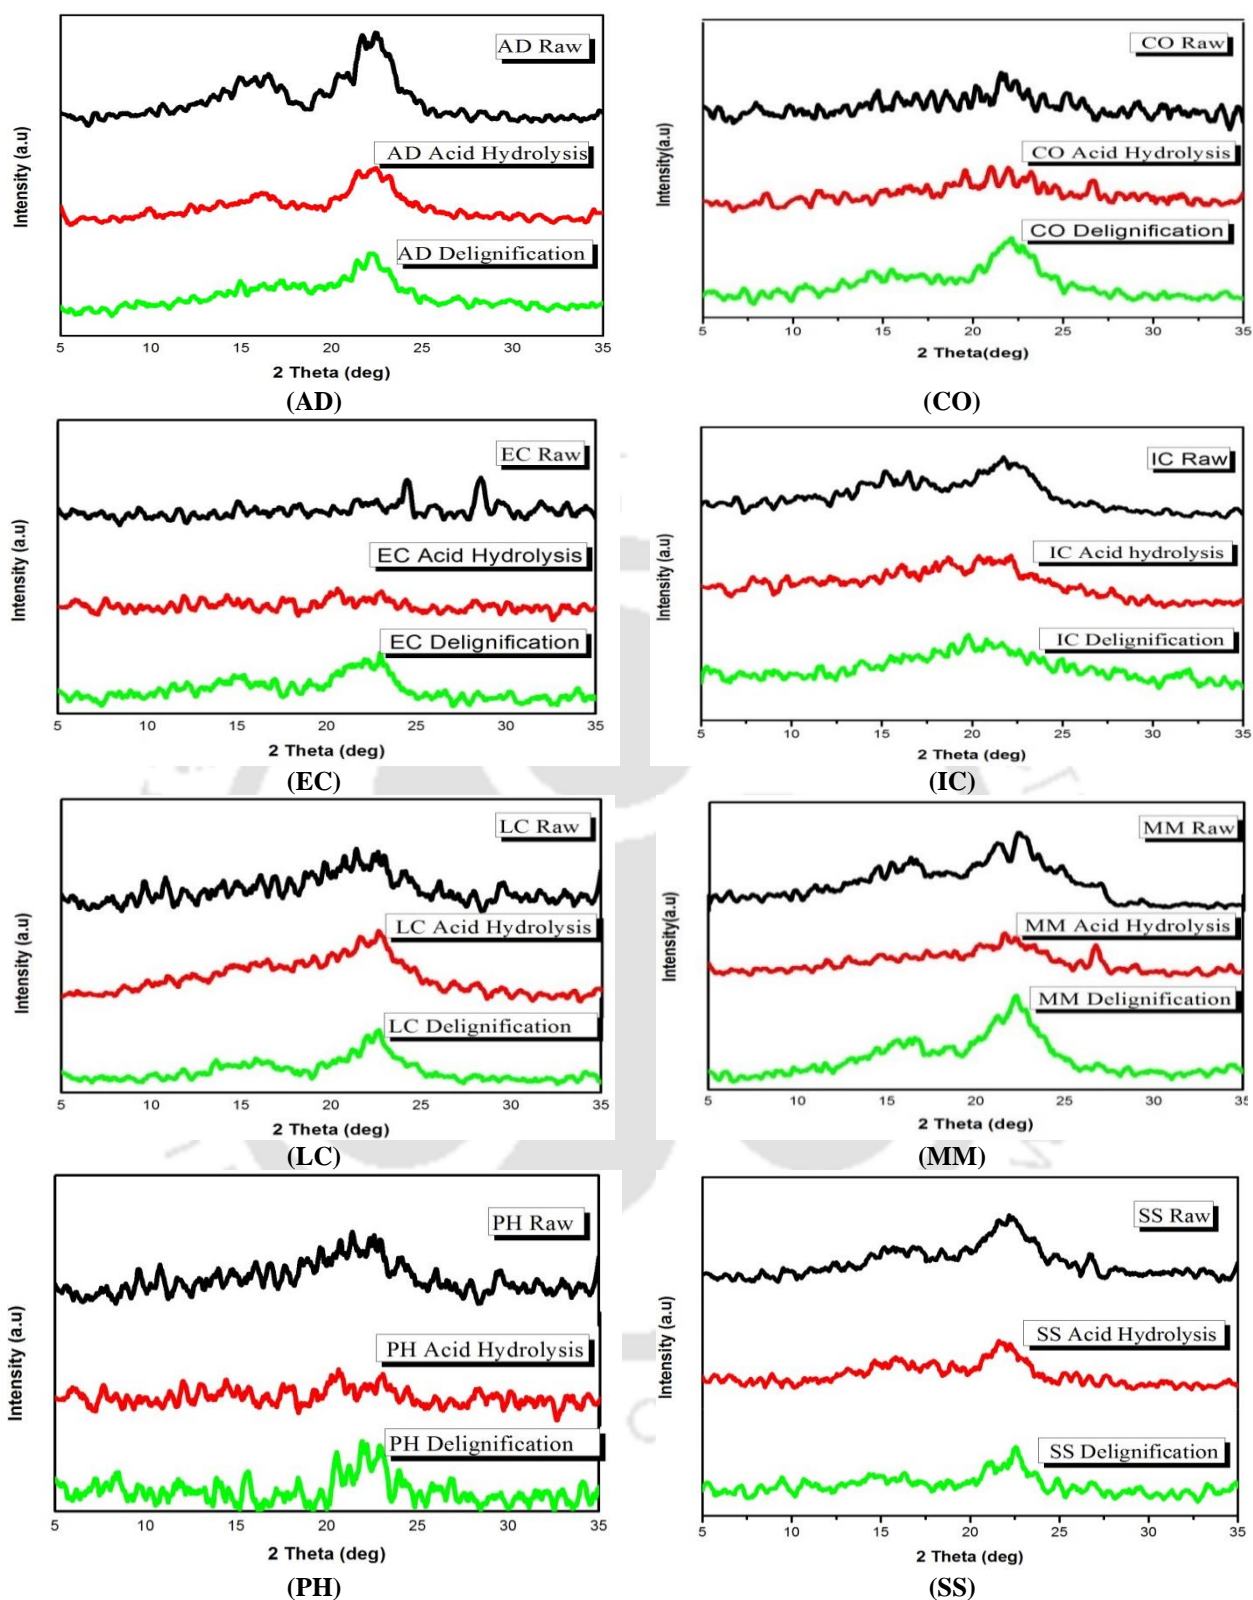 AD Raw
AD Acid Hydrolysis
AD Delignification
Intensity (a.u)
5 10 15 20 25 30 35
2 Theta (deg)
(AD)
CO Raw
CO Acid Hydrolysis
CO Delignification
Intensity(a.u)
5 10 15 20 25 30 35
2 Theta(deg)
(CO)
EC Raw
EC Acid Hydrolysis
EC Delignification
Intensity (a.u)
5 10 15 20 25 30 35
2 Theta (deg)
(EC)
IC Raw
IC Acid hydrolysis
IC Delignification
Intensity (a.u)
5 10 15 20 25 30 35
2 Theta (deg)
(IC)
LC Raw
LC Acid Hydrolysis
LC Delignification
Intensity (a.u)
5 10 15 20 25 30 35
2 Theta (deg)
(LC)
MM Raw
MM Acid Hydrolysis
MM Delignification
Intensity(a.u)
5 10 15 20 25 30 35
2 Theta (deg)
(MM)
PH Raw
PH Acid Hydrolysis
PH Delignification
Intensity (a.u)
5 10 15 20 25 30 35
2 Theta (deg)
(PH)
SS Raw
SS Acid Hydrolysis
SS Delignification
Intensity (a.u)
5 10 15 20 25 30 35
2 Theta (deg)
(SS)